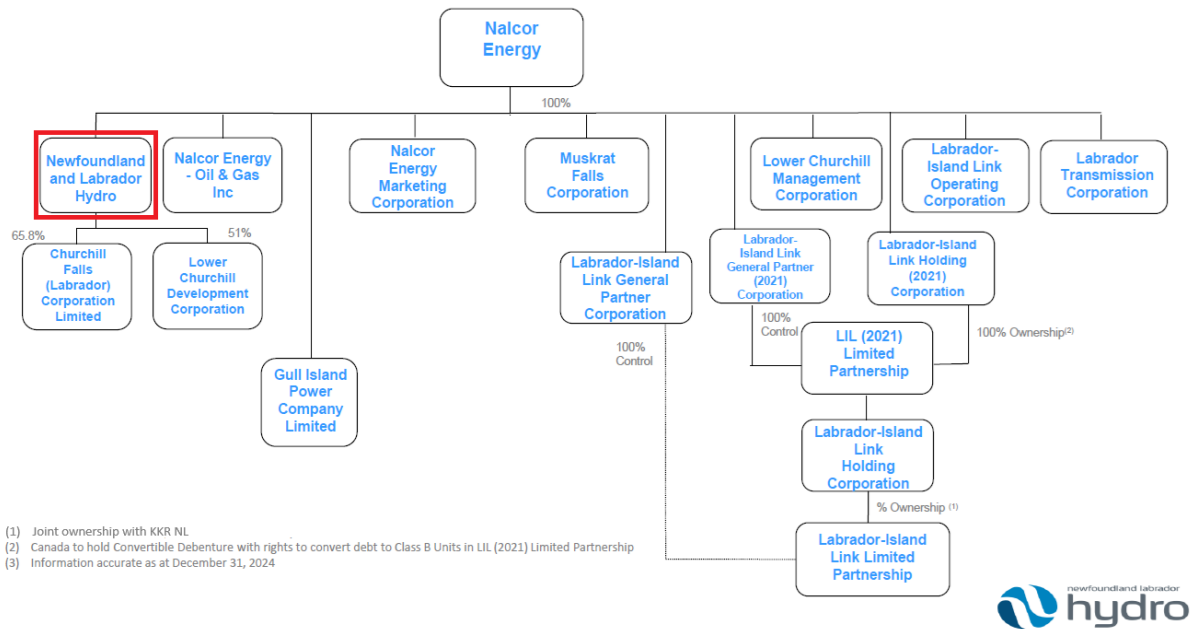 Nalcor
Energy
100%
Newfoundland
and Labrador
Hydro
Nalcor Energy
- Oil & Gas
Inc
Nalcor
Energy
Marketing
Corporation
Muskrat
Falls
Corporation
Lower Churchill
Management
Corporation
Labrador-
Island Link
Operating
Corporation
Labrador
Transmission
Corporation
65.8%
51%
Churchill
Falls
(Labrador)
Corporation
Limited
Lower
Churchill
Development
Corporation
Labrador-Island
Link General
Partner
Corporation
Labrador-
Island Link
General Partner
(2021)
Corporation
Labrador-Island
Link Holding
(2021)
Corporation
100%
Control
100%
Control
LIL (2021)
Limited
Partnership
100% Ownership(2)
Gull Island
Power
Company
Limited
Labrador-Island
Link
Holding
Corporation
% Ownership (1)
Labrador-Island
Link Limited
Partnership
(1) Joint ownership with KKR NL
(2) Canada to hold Convertible Debenture with rights to convert debt to Class B Units in LIL (2021) Limited Partnership
(3) Information accurate as at December 31, 2024
newfoundland labrador
hydro